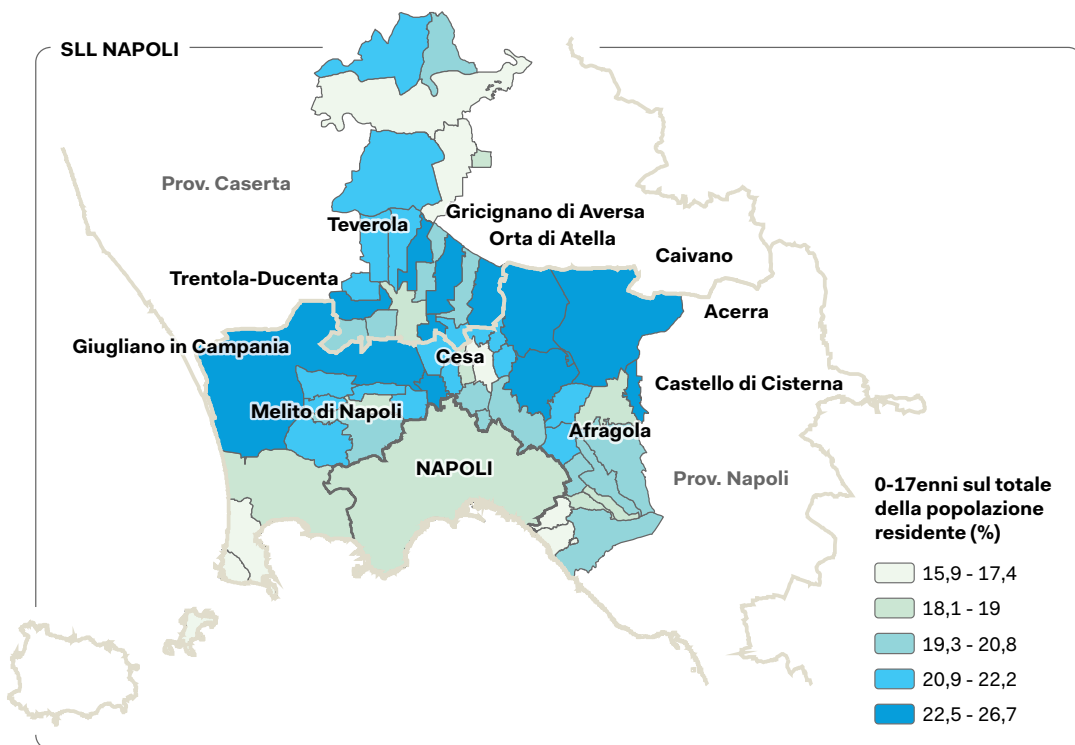 SLL NAPOLI
Prov. Caserta
Teverola
Gricignano di Aversa
Orta di Atella
Caivano
Trentola-Ducenta
Acerra
Giugliano in Campania
Cesa
Castello di Cisterna
Melito di Napoli
Afragola
NAPOLI
Prov. Napoli
0-17enni sul totale
della popolazione
residente (%)
15,9 - 17,4
18,1 - 19
19,3 - 20,8
20,9 - 22,2
22,5 - 26,7